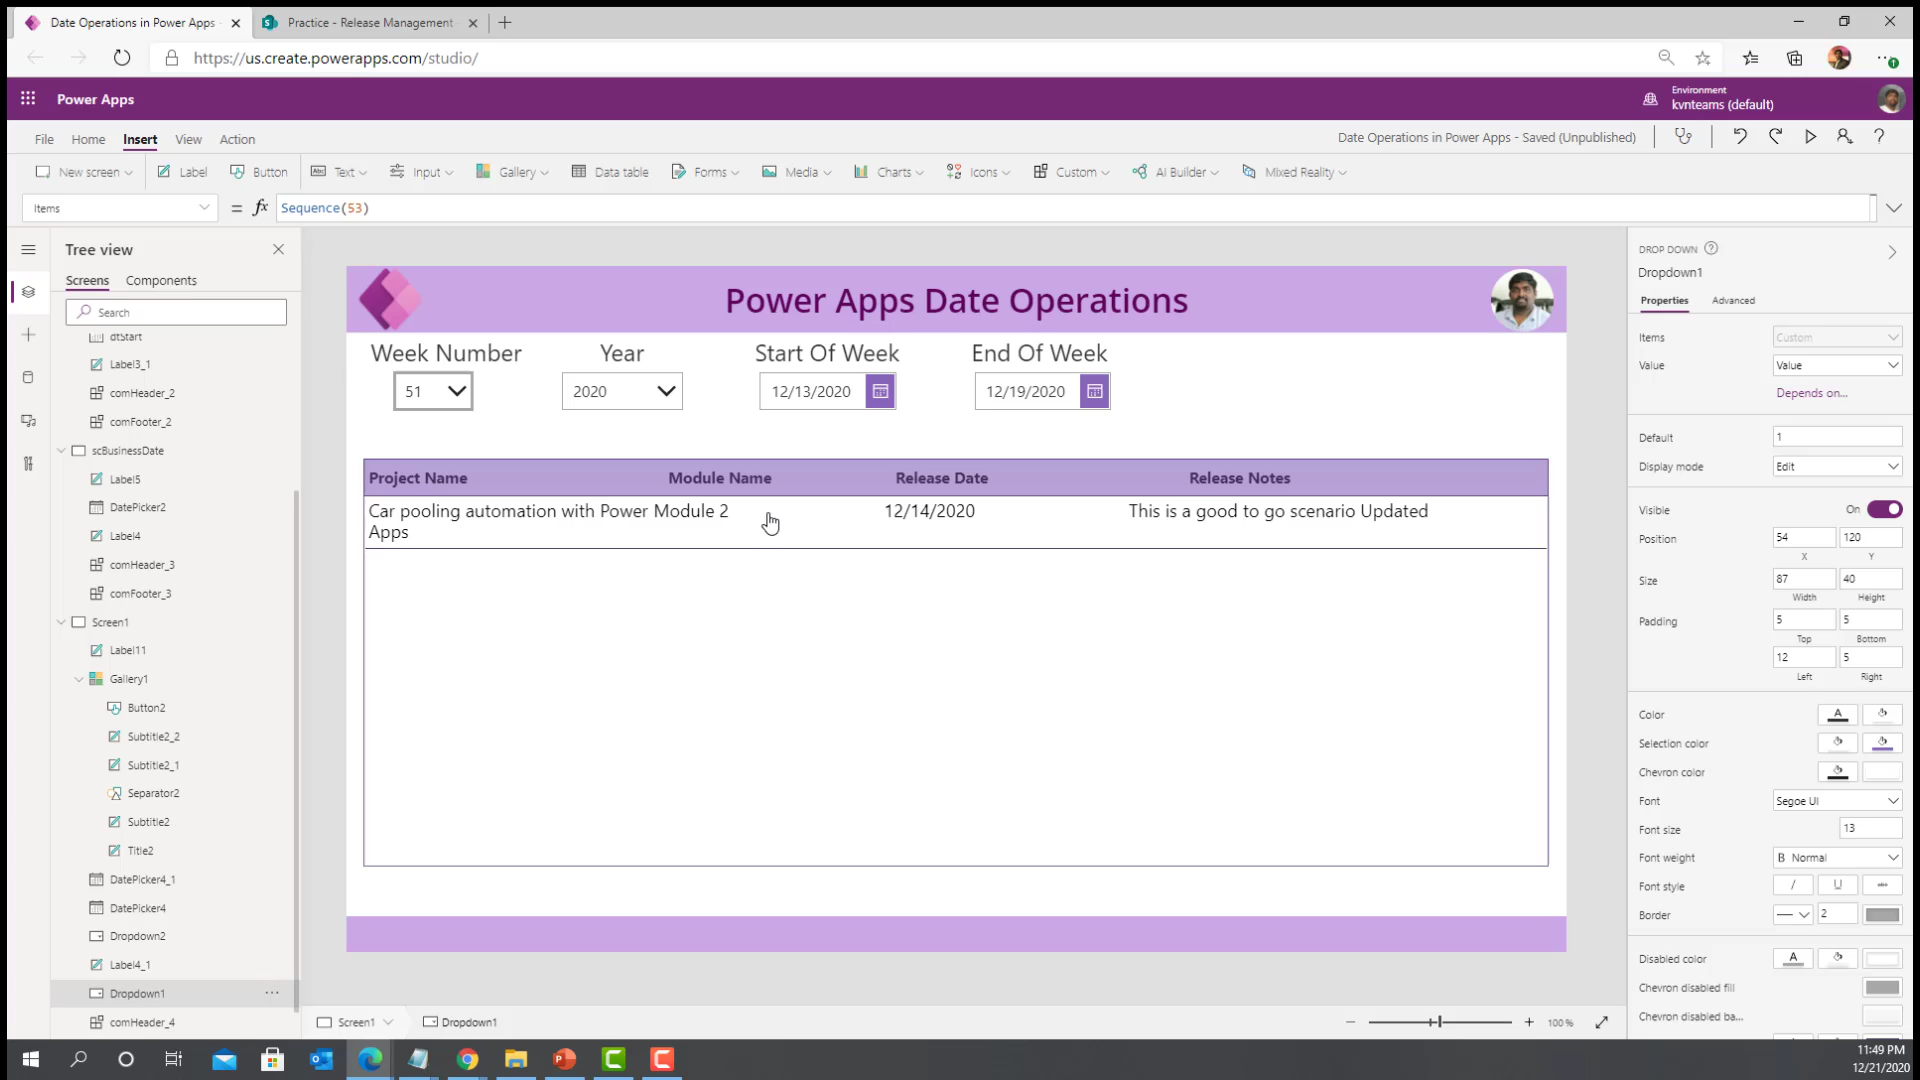 Date Operations in Power Apps
Practice - Release Management
https://us.create.powerapps.com/studio/
Power Apps
Environment
kvnteams (default)
File Home Insert View Action
Date Operations in Power Apps - Saved (Unpublished)
New screen Label Button Text Input Gallery Data table Forms Media Charts Icons Custom AI Builder Mixed Reality
Items = fx Sequence(53)
Tree view
Screens Components
Search
dtStart
Label3_1
comHeader_2
comFooter_2
scBusinessDate
Label5
DatePicker2
Label4
comHeader_3
comFooter_3
Screen1
Label11
Gallery1
Button2
Subtitle2_2
Subtitle2_1
Separator2
Subtitle2
Title2
DatePicker4_1
DatePicker4
Dropdown2
Label4_1
Dropdown1
comHeader_4
Power Apps Date Operations
Week Number Year Start Of Week End Of Week
51 2020 12/13/2020 12/19/2020
Project Name Module Name Release Date Release Notes
Car pooling automation with Power Module 2 12/14/2020 This is a good to go scenario Updated
Apps
Screen1 Dropdown1
100 %
DROP DOWN
Dropdown1
Properties Advanced
Items Custom
Value Value
Depends on...
Default 1
Display mode Edit
Visible On
Position 54 120
X Y
Size 87 40
Width Height
Padding 5 5
Top Bottom
12 5
Left Right
Color A
Selection color
Chevron color
Font Segoe UI
Font size 13
Font weight B Normal
Font style / U abc
Border 2
Disabled color A
Chevron disabled fill
Chevron disabled ba...
11:49 PM
12/21/2020